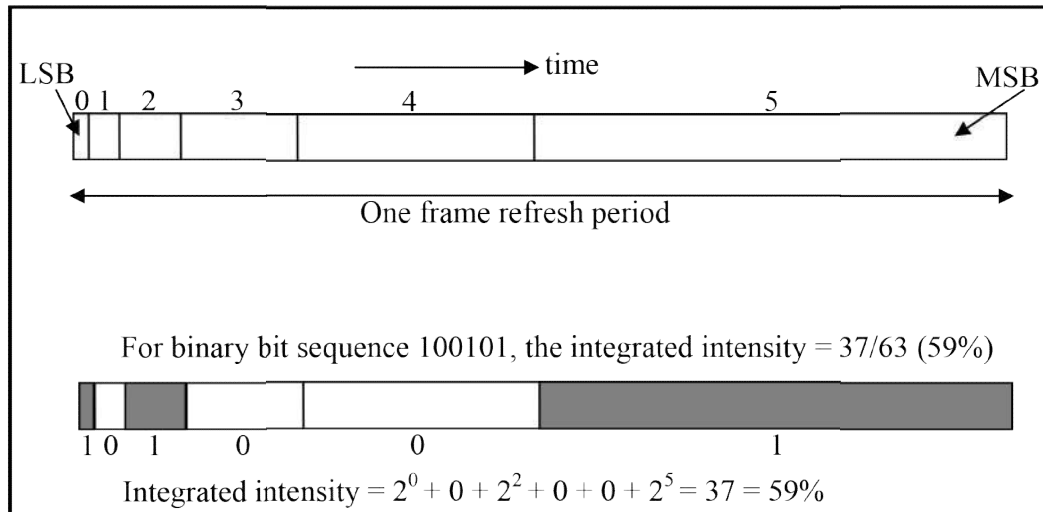 time
LSB
MSB
0 1 2 3 4 5
One frame refresh period
For binary bit sequence 100101, the integrated intensity = 37/63 (59%)
1 0 1 0 0 1
Integrated intensity = 2⁰ + 0 + 2² + 0 + 0 + 2⁵ = 37 = 59%